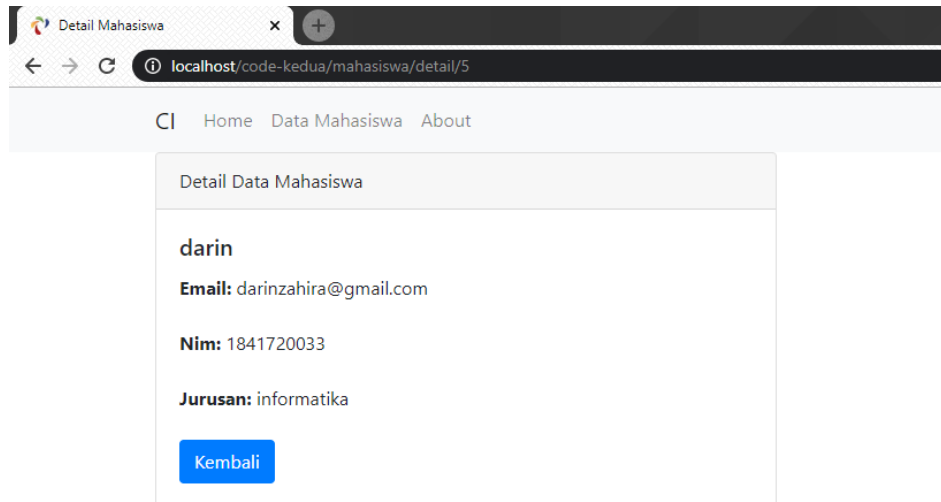 Detail Mahasiswa
localhost/code-kedua/mahasiswa/detail/5
CI Home Data Mahasiswa About
Detail Data Mahasiswa
darin
Email: darinzahira@gmail.com
Nim: 1841720033
Jurusan: informatika
Kembali